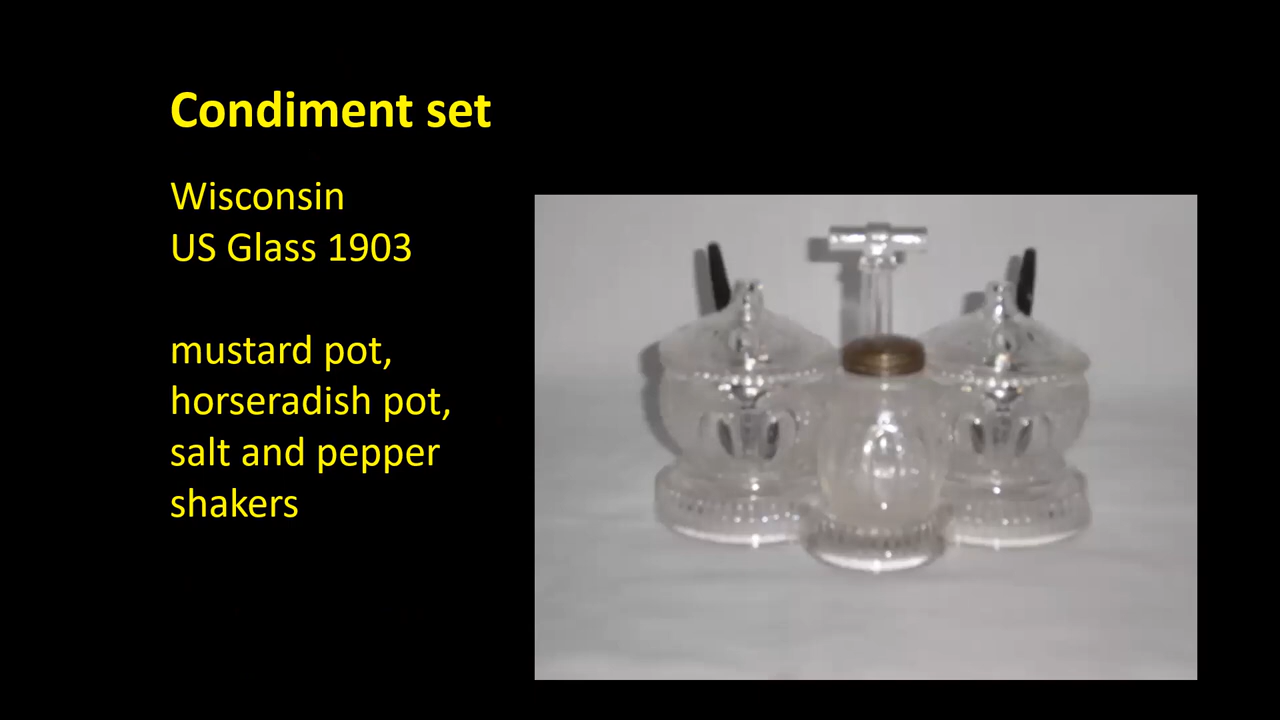 Condiment set
Wisconsin
US Glass 1903
mustard pot,
horseradish pot,
salt and pepper
shakers